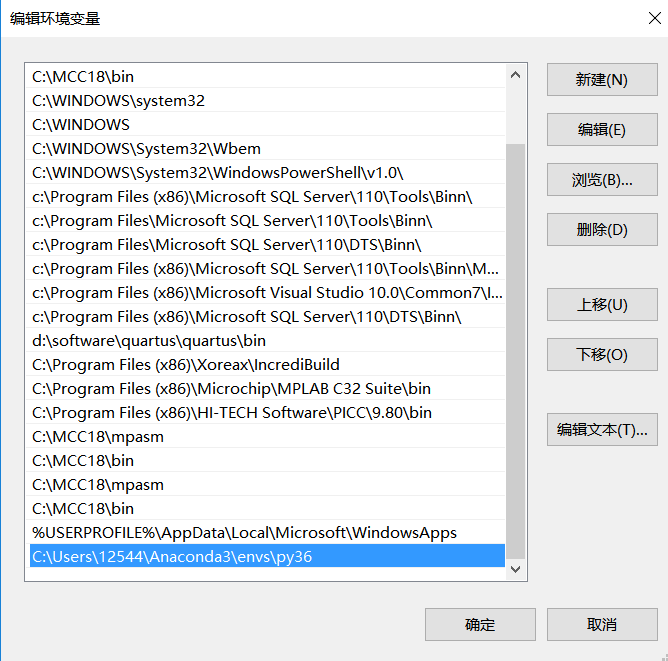 编辑环境变量
C:\MCC18\bin
C:\WINDOWS\system32
C:\WINDOWS
C:\WINDOWS\System32\Wbem
C:\WINDOWS\System32\WindowsPowerShell\v1.0\
c:\Program Files (x86)\Microsoft SQL Server\110\Tools\Binn\
c:\Program Files\Microsoft SQL Server\110\Tools\Binn\
c:\Program Files\Microsoft SQL Server\110\DTS\Binn\
c:\Program Files (x86)\Microsoft SQL Server\110\Tools\Binn\M...
c:\Program Files (x86)\Microsoft Visual Studio 10.0\Common7\I...
c:\Program Files (x86)\Microsoft SQL Server\110\DTS\Binn\
d:\software\quartus\quartus\bin
C:\Program Files (x86)\Xoreax\IncrediBuild
C:\Program Files (x86)\Microchip\MPLAB C32 Suite\bin
C:\Program Files (x86)\HI-TECH Software\PICC\9.80\bin
C:\MCC18\mpasm
C:\MCC18\bin
C:\MCC18\mpasm
C:\MCC18\bin
%USERPROFILE%\AppData\Local\Microsoft\WindowsApps
C:\Users\12544\Anaconda3\envs\py36
新建(N)
编辑(E)
浏览(B)...
删除(D)
上移(U)
下移(O)
编辑文本(T)...
确定
取消